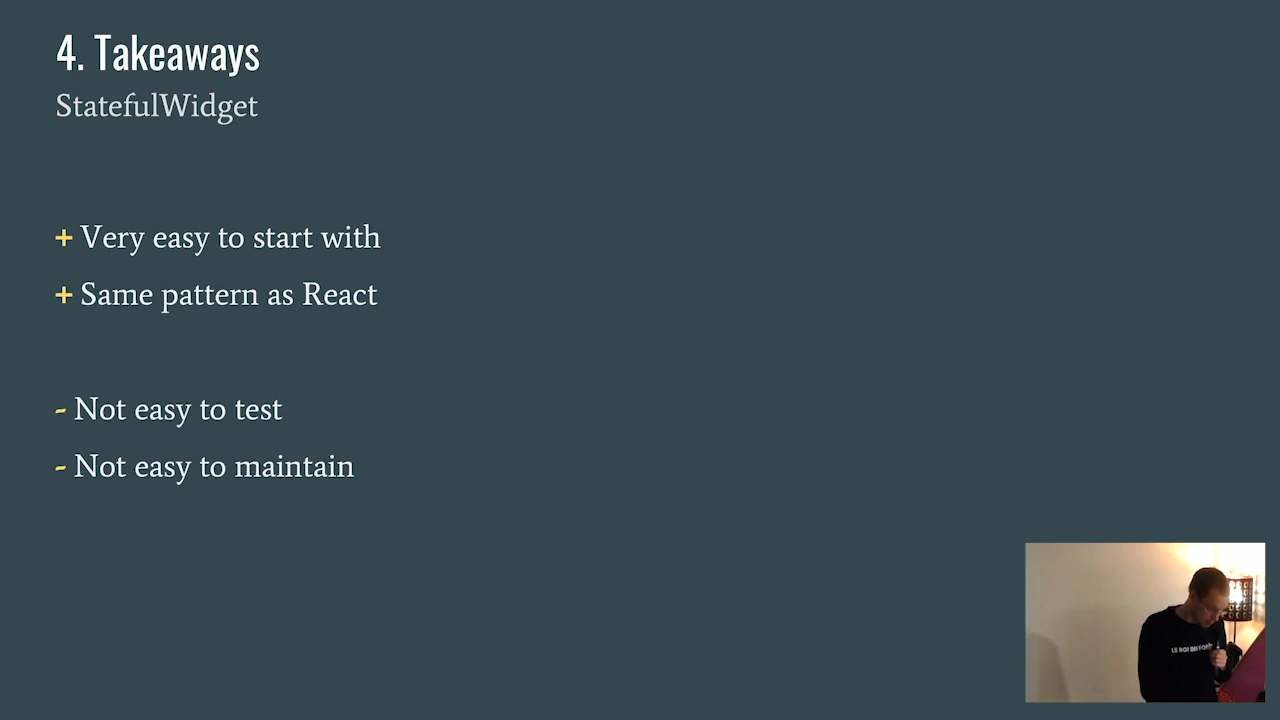 4. Takeaways
StatefulWidget
+ Very easy to start with
+ Same pattern as React
- Not easy to test
- Not easy to maintain
LE ROI